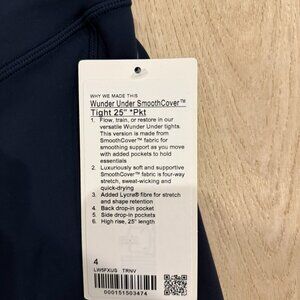 WHY WE MADE THIS
Wunder Under SmoothCover™
Tight 25" *Pkt
1. Flow, train, or restore in our
versatile Wunder Under tights.
This version is made from
SmoothCover™ fabric for
smoothing support as you move
with added pockets to hold
essentials
2. Luxuriously soft and supportive
SmoothCover™ fabric is four-way
stretch, sweat-wicking and
quick-drying
3. Added Lycra® fibre for stretch
and shape retention
4. Back drop-in pocket
5. Side drop-in pockets
6. High rise, 25" length
4
LW5FXUS TRNV
000151503474